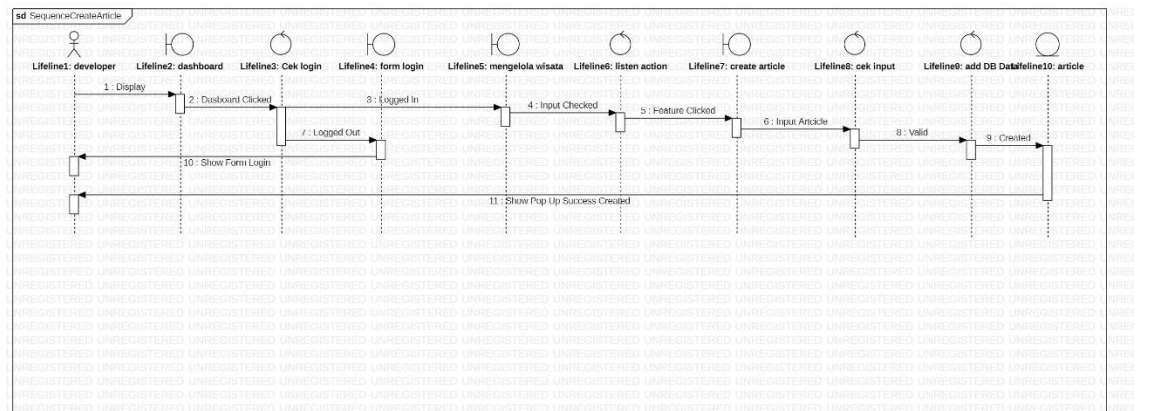 sd SequenceCreateArticle
Lifeline1: developer
Lifeline2: dashboard
Lifeline3: Cek login
Lifeline4: form login
Lifeline5: mengelola wisata
Lifeline6: listen action
Lifeline7: create article
Lifeline8: cek input
Lifeline9: add DB Data
Lifeline10: article
1 : Display
2 : Dasboard Clicked
3 : Logged In
4 : Input Checked
5 : Feature Clicked
6 : Input Artcicle
7 : Logged Out
8 : Valid
9 : Created
10 : Show Form Login
11 : Show Pop Up Success Created
UNREGISTERED